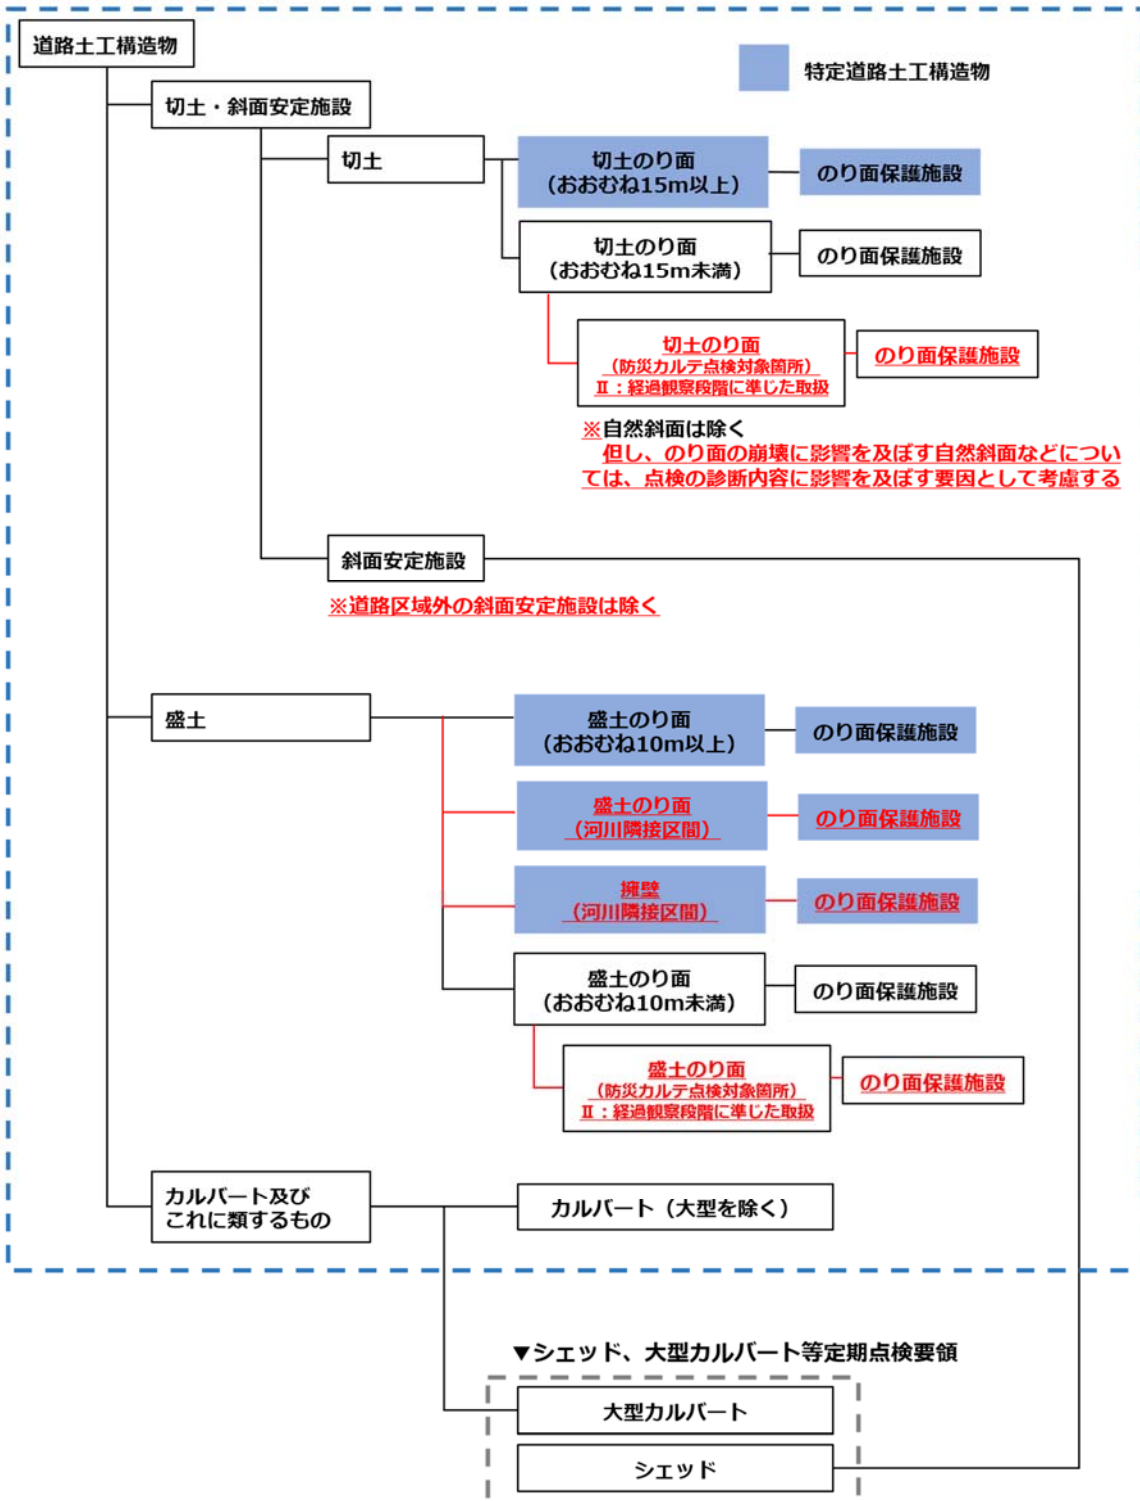 道路土工構造物
特定道路土工構造物
切土・斜面安定施設
切土
切土のり面
（おおむね15m以上）
のり面保護施設
切土のり面
（おおむね15m未満）
のり面保護施設
切土のり面
（防災カルテ点検対象箇所）
Ⅱ：経過観察段階に準じた取扱
のり面保護施設
※自然斜面は除く
但し、のり面の崩壊に影響を及ぼす自然斜面などについ
ては、点検の診断内容に影響を及ぼす要因として考慮する
斜面安定施設
※道路区域外の斜面安定施設は除く
盛土
盛土のり面
（おおむね10m以上）
のり面保護施設
盛土のり面
（河川隣接区間）
のり面保護施設
擁壁
（河川隣接区間）
のり面保護施設
盛土のり面
（おおむね10m未満）
のり面保護施設
盛土のり面
（防災カルテ点検対象箇所）
Ⅱ：経過観察段階に準じた取扱
のり面保護施設
カルバート及び
これに類するもの
カルバート（大型を除く）
▼シェッド、大型カルバート等定期点検要領
大型カルバート
シェッド